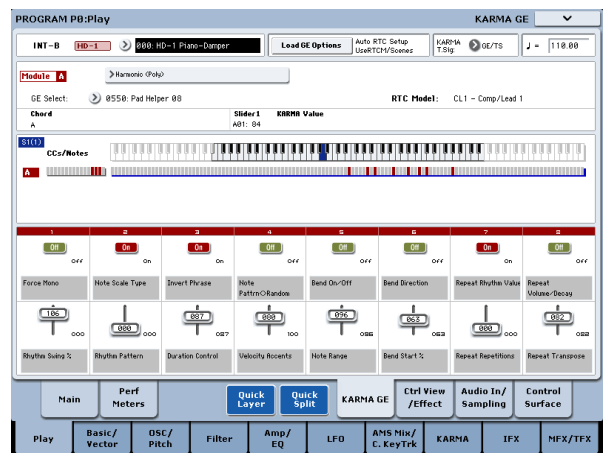 PROGRAM P0:Play KARMA GE
INT-B HD-1 000: HD-1 Piano-Damper Load GE Options Auto RTC Setup UseRTCM/Scenes KARMA T.Sig: GE/TS ♩ = 110.00
Module A Harmonic (Poly)
GE Select: 0550: Pad Helper 08 RTC Model: CL1 - Comp/Lead 1
Chord Slider1 KARMA Value
A A01: 84
S1(1)
CCs/Notes
A
1 2 3 4 5 6 7 8
Off On On Off Off Off On Off
Off On On Off Off Off On Off
Force Mono Note Scale Type Invert Phrase Note Pattrn<>Random Bend On/Off Bend Direction Repeat Rhythm Value Repeat Volume/Decay
106 000 087 080 096 063 000 082
000 000 087 100 086 063 000 082
Rhythm Swing % Rhythm Pattern Duration Control Velocity Accents Note Range Bend Start % Repeat Repetitions Repeat Transpose
Main Perf Meters Quick Layer Quick Split KARMA GE Ctrl View /Effect Audio In/ Sampling Control Surface
Play Basic/ Vector OSC/ Pitch Filter Amp/ EQ LFO AMS Mix/ C. KeyTrk KARMA IFX MFX/TFX